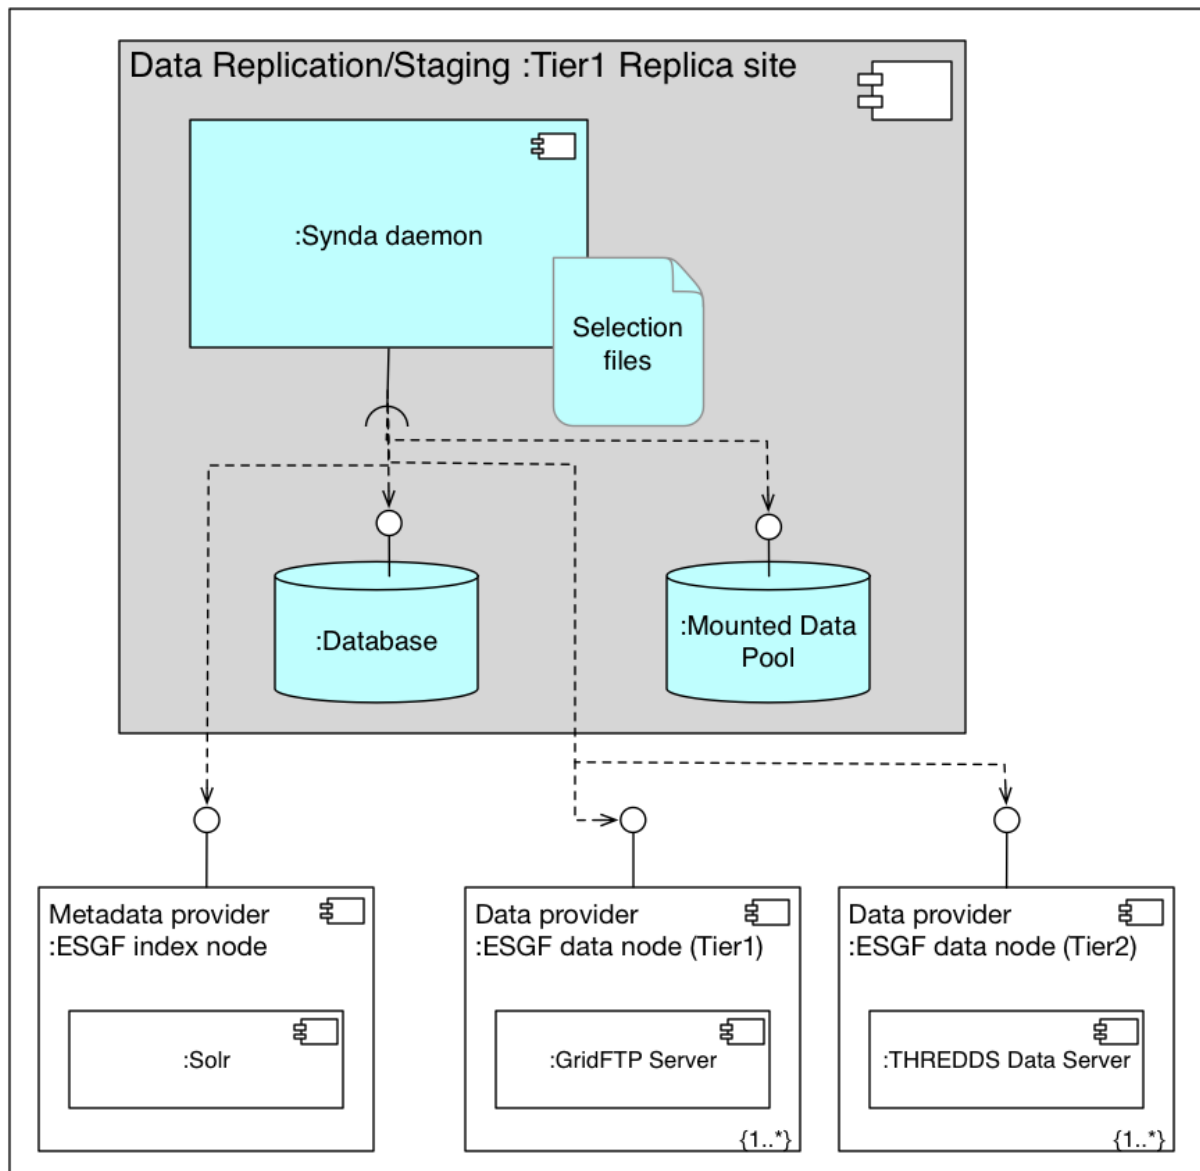 Data Replication/Staging :Tier1 Replica site
:Synda daemon
Selection
files
:Database
:Mounted Data
Pool
Metadata provider
:ESGF index node
:Solr
Data provider
:ESGF data node (Tier1)
:GridFTP Server
{1..*}
Data provider
:ESGF data node (Tier2)
:THREDDS Data Server
{1..*}